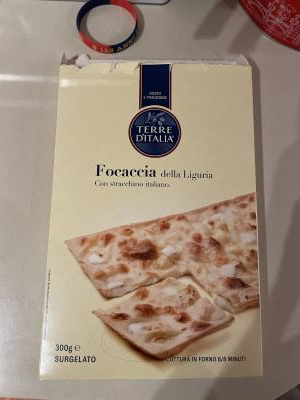 GUSTO
E TRADIZIONE
TERRE
D'ITALIA
Focaccia della Liguria
Con stracchino italiano.
300g e
SURGELATO
COTTURA IN FORNO 6/8 MINUTI